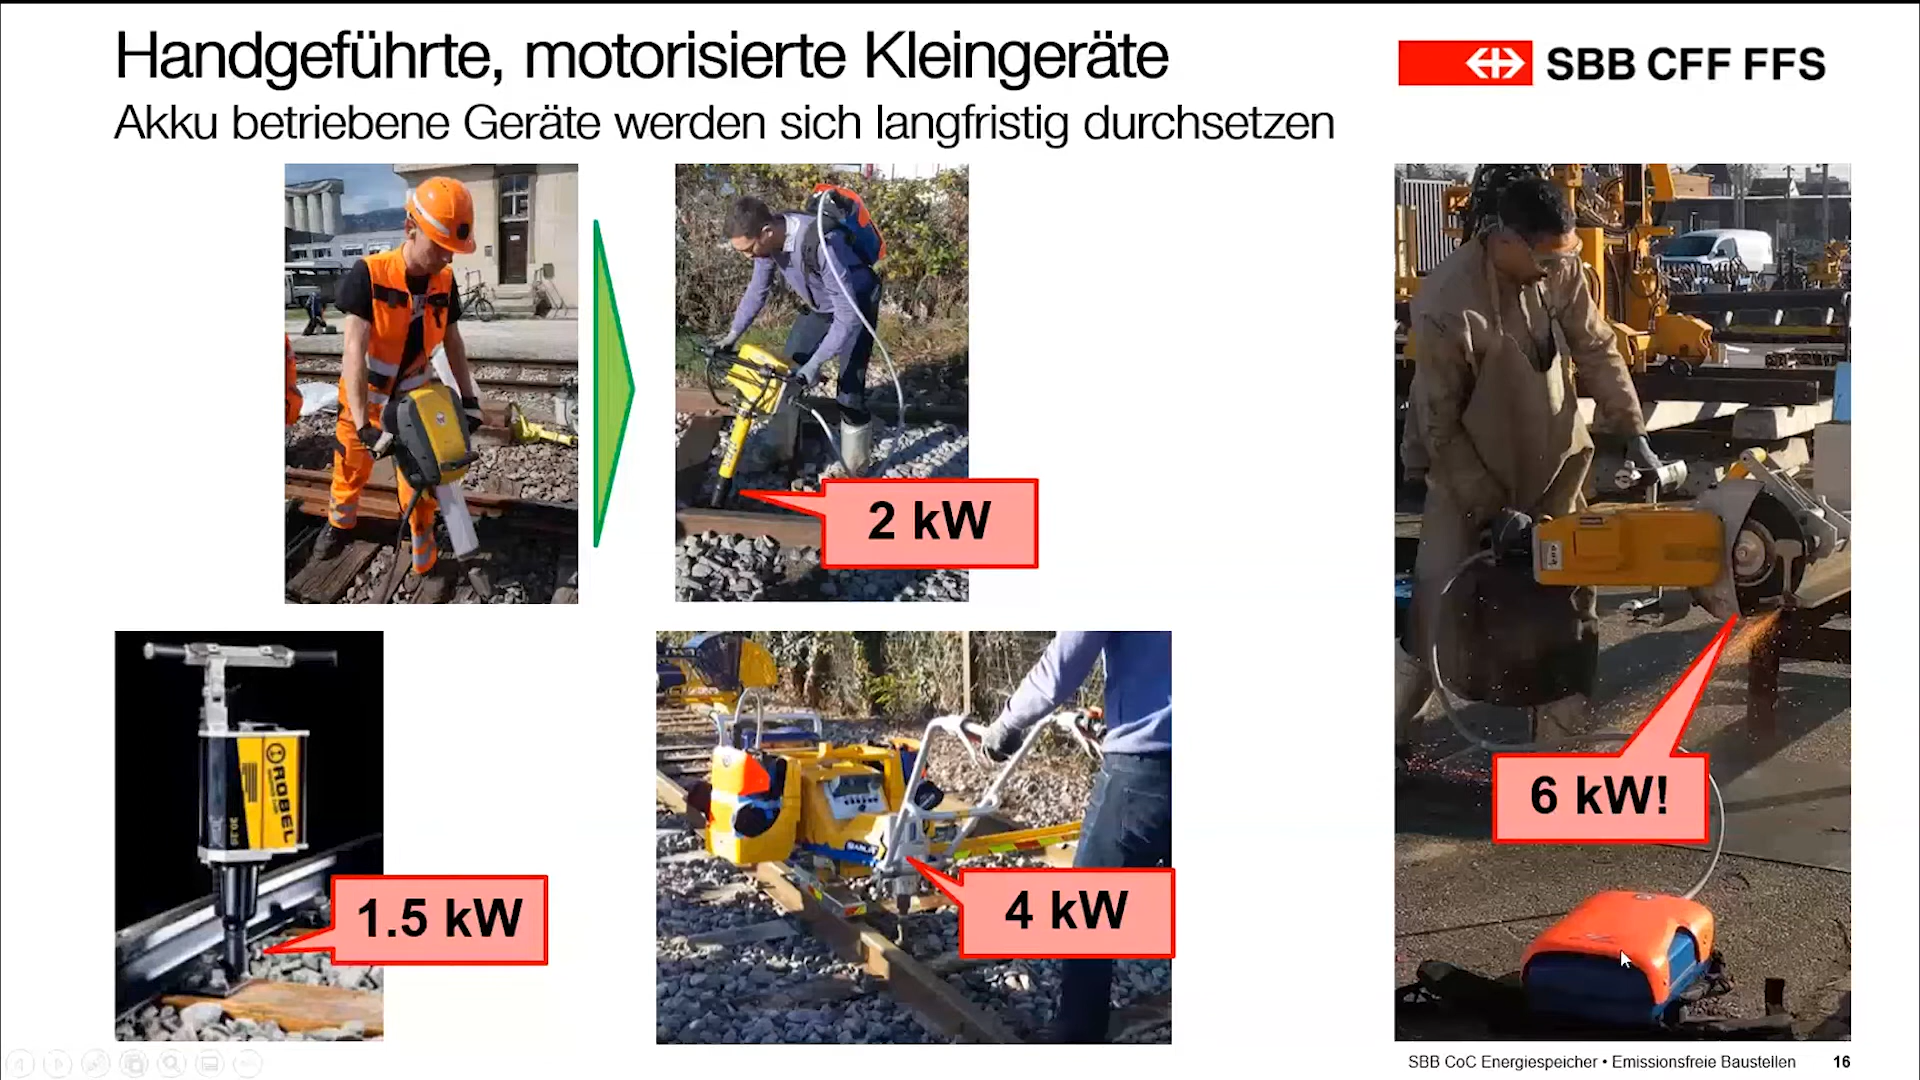 Handgeführte, motorisierte Kleingeräte
SBB CFF FFS
Akku betriebene Geräte werden sich langfristig durchsetzen
2 kW
6 kW!
ROBEL
1.5 kW
4 kW
SBB CoC Energiespeicher • Emissionsfreie Baustellen 16